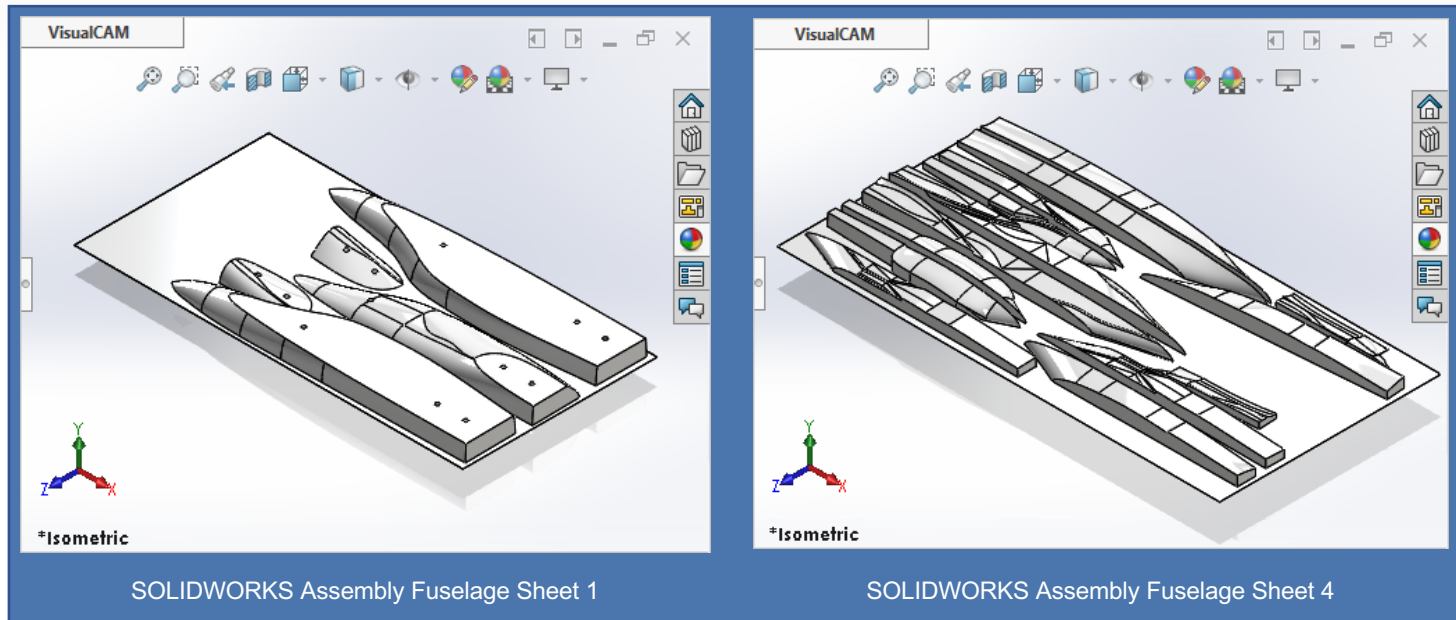 VisualCAM
Y
Z
X
*Isometric
SOLIDWORKS Assembly Fuselage Sheet 1
VisualCAM
Y
Z
X
*Isometric
SOLIDWORKS Assembly Fuselage Sheet 4